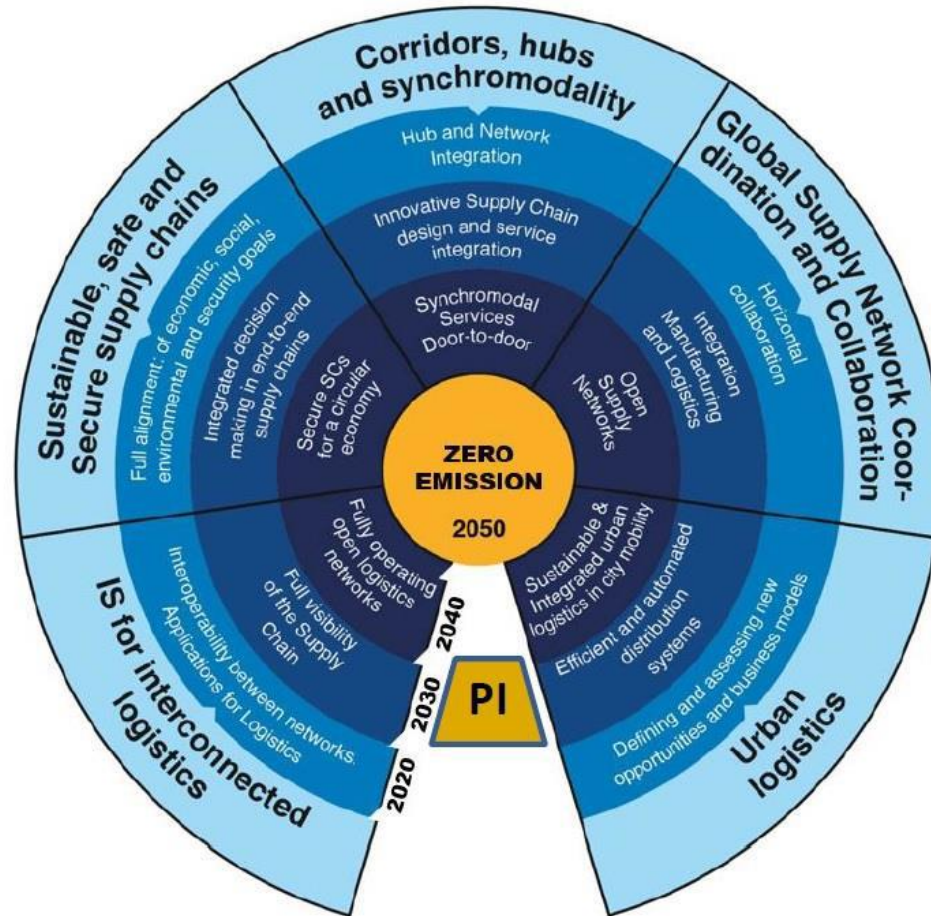 Corridors, hubs
and synchromodality
Hub and Network
Integration
Innovative Supply Chain
design and service
integration
Synchromodal
Services
Door-to-door
Global Supply Network Coor-
dination and Collaboration
Horizontal
collaboration
Integration
Manufacturing
and Logistics
Open
Supply
Networks
Urban
logistics
Defining and assessing new
opportunities and business models
Efficient and automated
distribution
systems
Sustainable &
Integrated urban
logistics in city mobility
Sustainable, safe and
Secure supply chains
Full alignment: of economic, social,
environmental and security goals
Integrated decision
making in end-to-end
supply chains
Secure SCs
for a circular
economy
IS for interconnected
logistics
Interoperability between networks.
Applications for Logistics
Full visibility
of the Supply
Chain
Fully operating
open logistics
networks
ZERO
EMISSION
2050
2040
2030
2020
PI